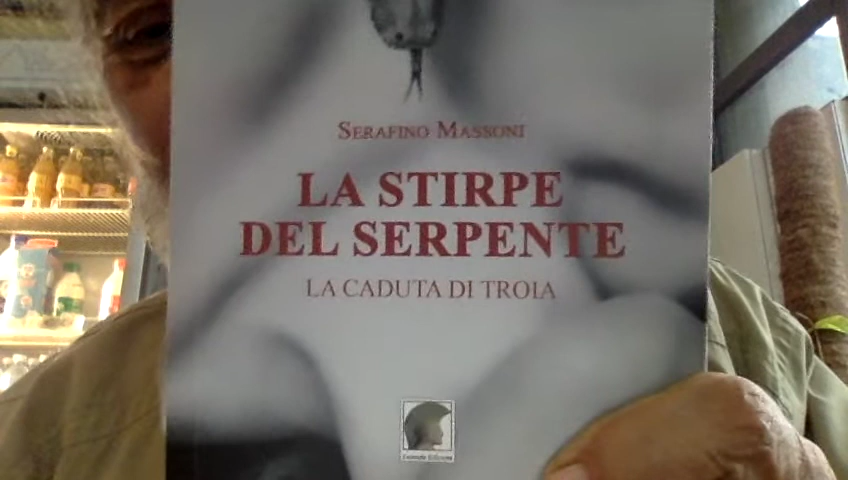 SERAFINO MASSONI
LA STIRPE
DEL SERPENTE
LA CADUTA DI TROIA